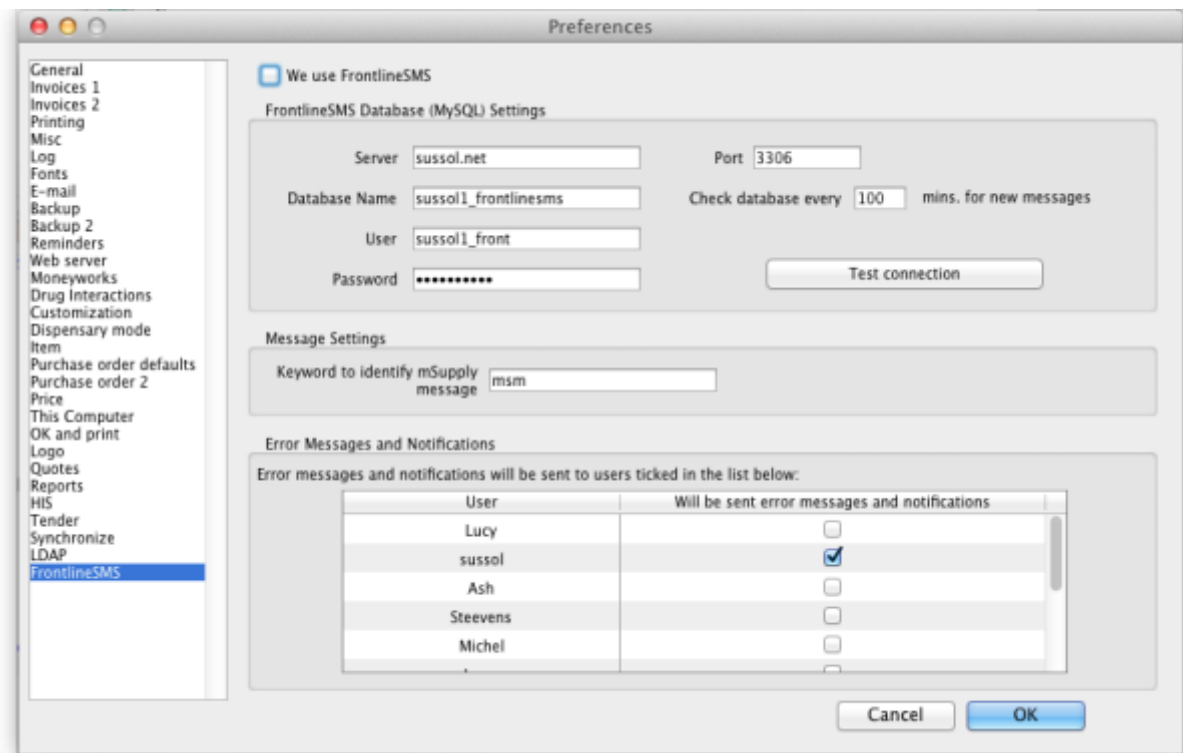 Preferences
General
Invoices 1
Invoices 2
Printing
Misc
Log
Fonts
E-mail
Backup
Backup 2
Reminders
Web server
Moneyworks
Drug Interactions
Customization
Dispensary mode
Item
Purchase order defaults
Purchase order 2
Price
This Computer
OK and print
Logo
Quotes
Reports
HIS
Tender
Synchronize
LDAP
FrontlineSMS
We use FrontlineSMS
FrontlineSMS Database (MySQL) Settings
Server sussol.net Port 3306
Database Name sussol1_frontlinesms Check database every 100 mins. for new messages
User sussol1_front
Password •••••••••• Test connection
Message Settings
Keyword to identify mSupply
message msm
Error Messages and Notifications
Error messages and notifications will be sent to users ticked in the list below:
User Will be sent error messages and notifications
Lucy
sussol
Ash
Steevens
Michel
Cancel OK